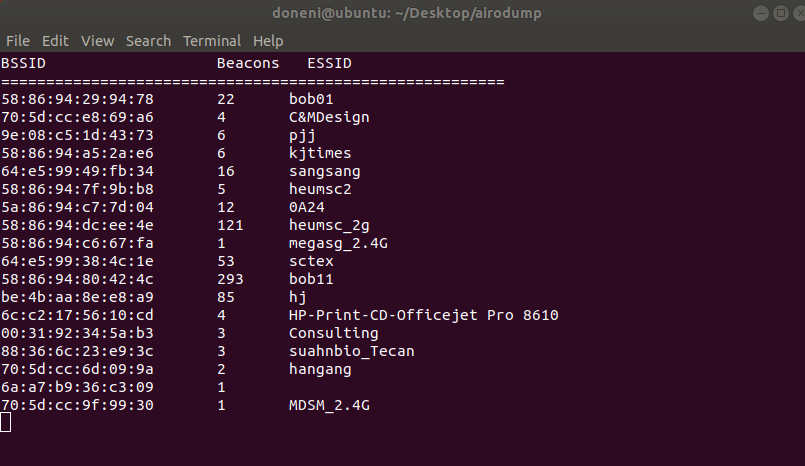 doneni@ubuntu: ~/Desktop/airodump
File Edit View Search Terminal Help
BSSID Beacons ESSID
========================================================
58:86:94:29:94:78 22 bob01
70:5d:cc:e8:69:a6 4 C&MDesign
9e:08:c5:1d:43:73 6 pjj
58:86:94:a5:2a:e6 6 kjtimes
64:e5:99:49:fb:34 16 sangsang
58:86:94:7f:9b:b8 5 heumsc2
5a:86:94:c7:7d:04 12 0A24
58:86:94:dc:ee:4e 121 heumsc_2g
58:86:94:c6:67:fa 1 megasg_2.4G
64:e5:99:38:4c:1e 53 sctex
58:86:94:80:42:4c 293 bob11
be:4b:aa:8e:e8:a9 85 hj
6c:c2:17:56:10:cd 4 HP-Print-CD-Officejet Pro 8610
00:31:92:34:5a:b3 3 Consulting
88:36:6c:23:e9:3c 3 suahnbio_Tecan
70:5d:cc:6d:09:9a 2 hangang
6a:a7:b9:36:c3:09 1
70:5d:cc:9f:99:30 1 MDSM_2.4G